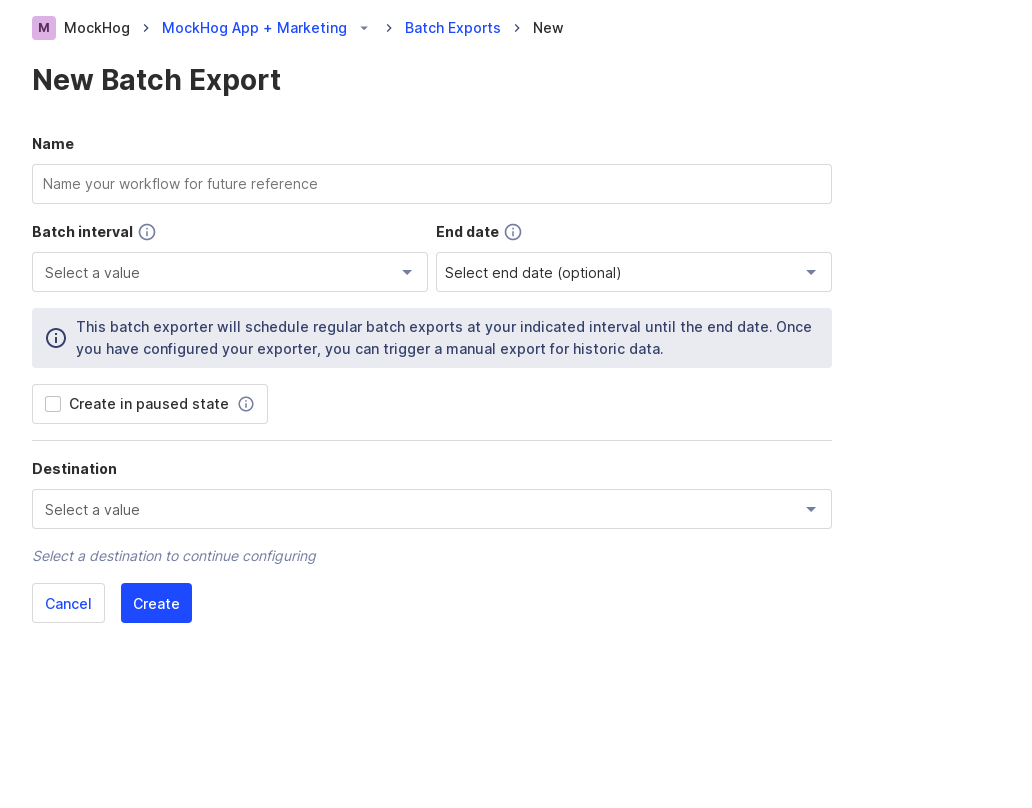 M MockHog MockHog App + Marketing Batch Exports New
New Batch Export
Name
Name your workflow for future reference
Batch interval End date
Select a value Select end date (optional)
This batch exporter will schedule regular batch exports at your indicated interval until the end date. Once
you have configured your exporter, you can trigger a manual export for historic data.
Create in paused state
Destination
Select a value
Select a destination to continue configuring
Cancel Create